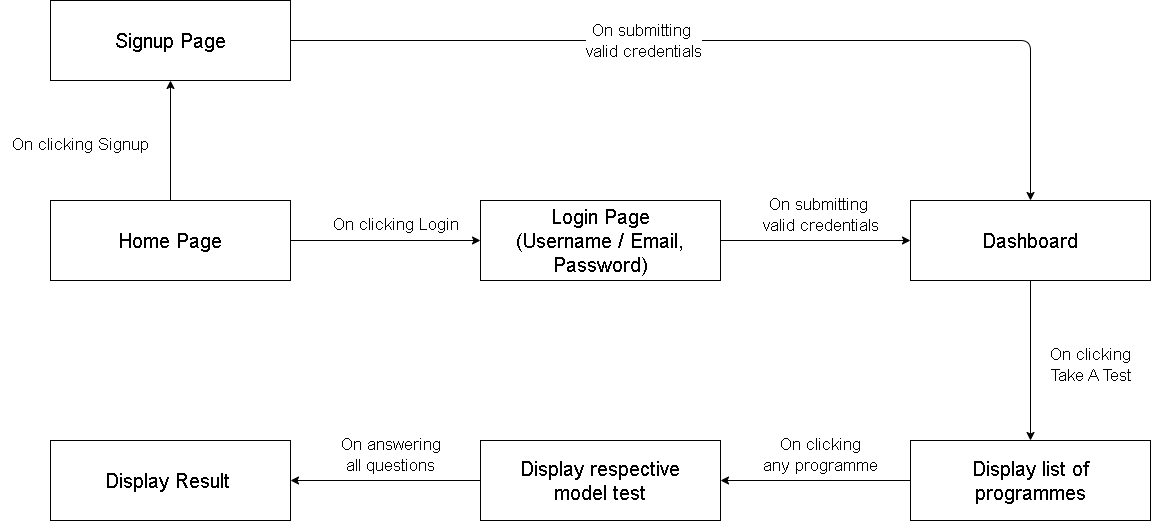 Signup Page
On submitting
valid credentials
On clicking Signup
Home Page
On clicking Login
Login Page
(Username / Email,
Password)
On submitting
valid credentials
Dashboard
On clicking
Take A Test
Display Result
On answering
all questions
Display respective
model test
On clicking
any programme
Display list of
programmes